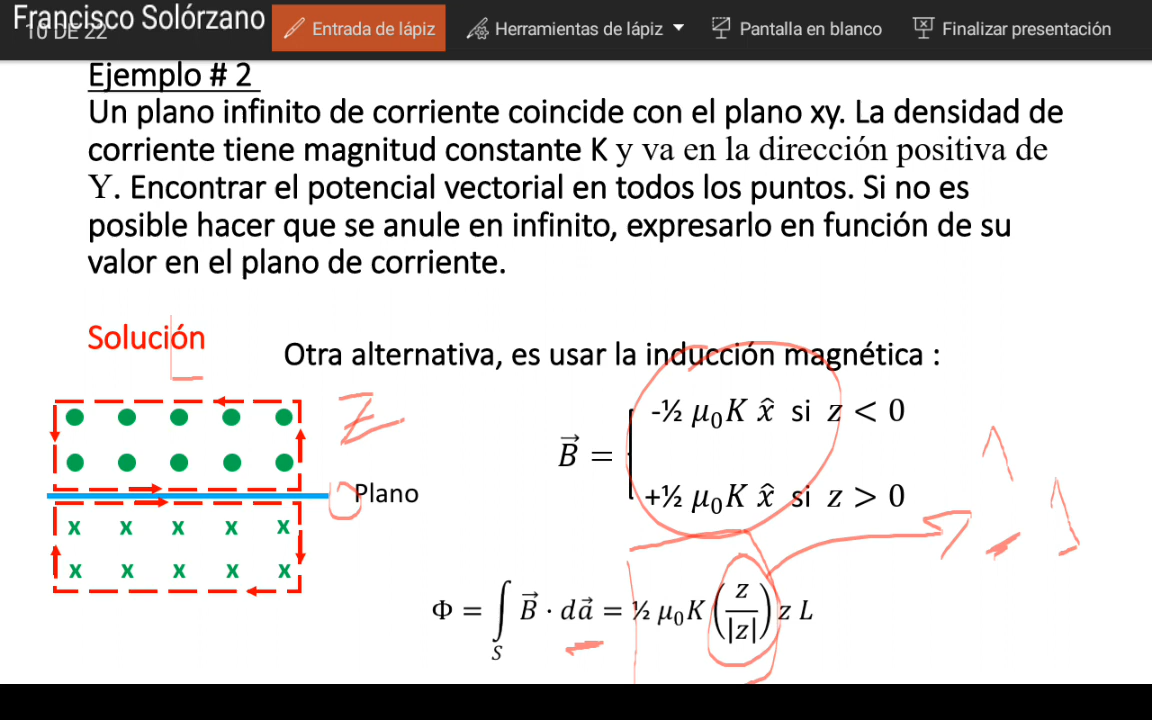 Francisco Solórzano
10 DE 22
Entrada de lápiz
Herramientas de lápiz
Pantalla en blanco
Finalizar presentación
Ejemplo # 2
Un plano infinito de corriente coincide con el plano xy. La densidad de
corriente tiene magnitud constante K y va en la dirección positiva de
Y. Encontrar el potencial vectorial en todos los puntos. Si no es
posible hacer que se anule en infinito, expresarlo en función de su
valor en el plano de corriente.
Solución
L
Otra alternativa, es usar la inducción magnética :
Z
-½ μ₀K x̂ si z < 0
B⃗ =
+½ μ₀K x̂ si z > 0
1
-1
0
Plano
x x x x x
x x x x x
Φ = ∫_S B⃗ · da⃗ = ½ μ₀K (z/|z|) z L